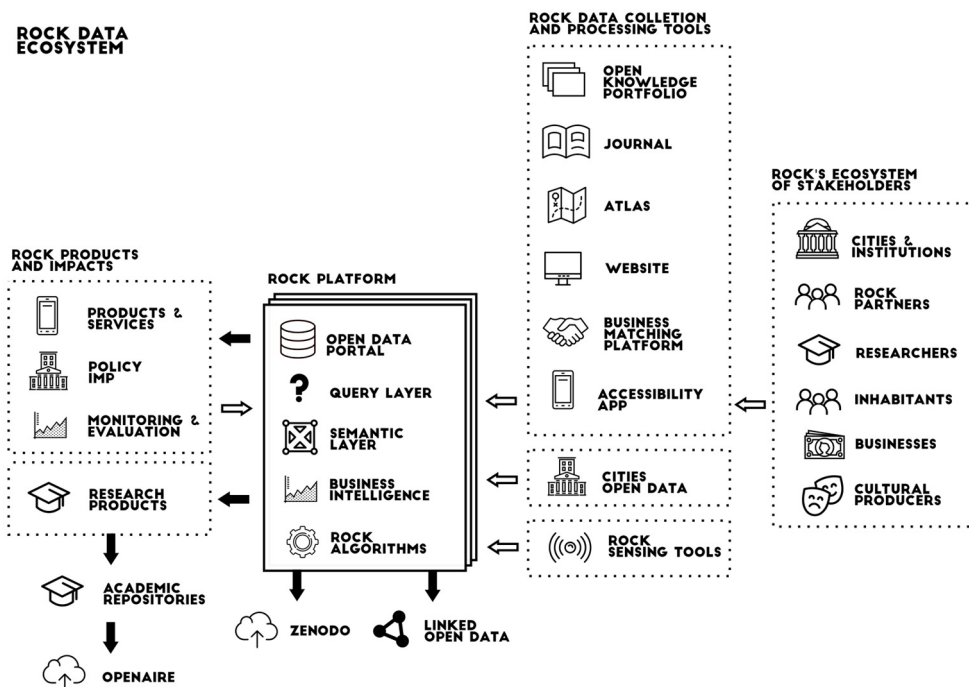 ROCK DATA
ECOSYSTEM
ROCK DATA COLLETION
AND PROCESSING TOOLS
OPEN
KNOWLEDGE
PORTFOLIO
JOURNAL
ATLAS
WEBSITE
BUSINESS
MATCHING
PLATFORM
ACCESSIBILITY
APP
CITIES
OPEN DATA
ROCK
SENSING TOOLS
ROCK'S ECOSYSTEM
OF STAKEHOLDERS
CITIES &
INSTITUTIONS
ROCK
PARTNERS
RESEARCHERS
INHABITANTS
BUSINESSES
CULTURAL
PRODUCERS
ROCK PLATFORM
OPEN DATA
PORTAL
QUERY LAYER
SEMANTIC
LAYER
BUSINESS
INTELLIGENCE
ROCK
ALGORITHMS
ZENODO
LINKED
OPEN DATA
ROCK PRODUCTS
AND IMPACTS
PRODUCTS &
SERVICES
POLICY
IMP
MONITORING &
EVALUATION
RESEARCH
PRODUCTS
ACADEMIC
REPOSITORIES
OPENAIRE